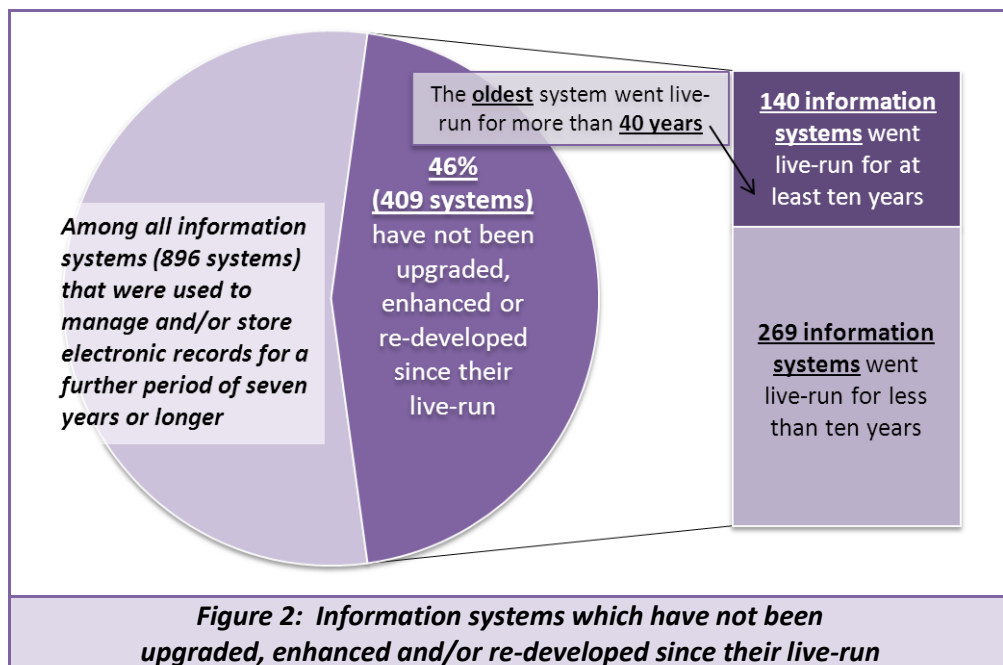 Among all information
systems (896 systems)
that were used to
manage and/or store
electronic records for a
further period of seven
years or longer
The oldest system went live-
run for more than 40 years
46%
(409 systems)
have not been
upgraded,
enhanced or
re-developed
since their
live-run
140 information
systems went
live-run for at
least ten years
269 information
systems went
live-run for less
than ten years
Figure 2: Information systems which have not been
upgraded, enhanced and/or re-developed since their live-run